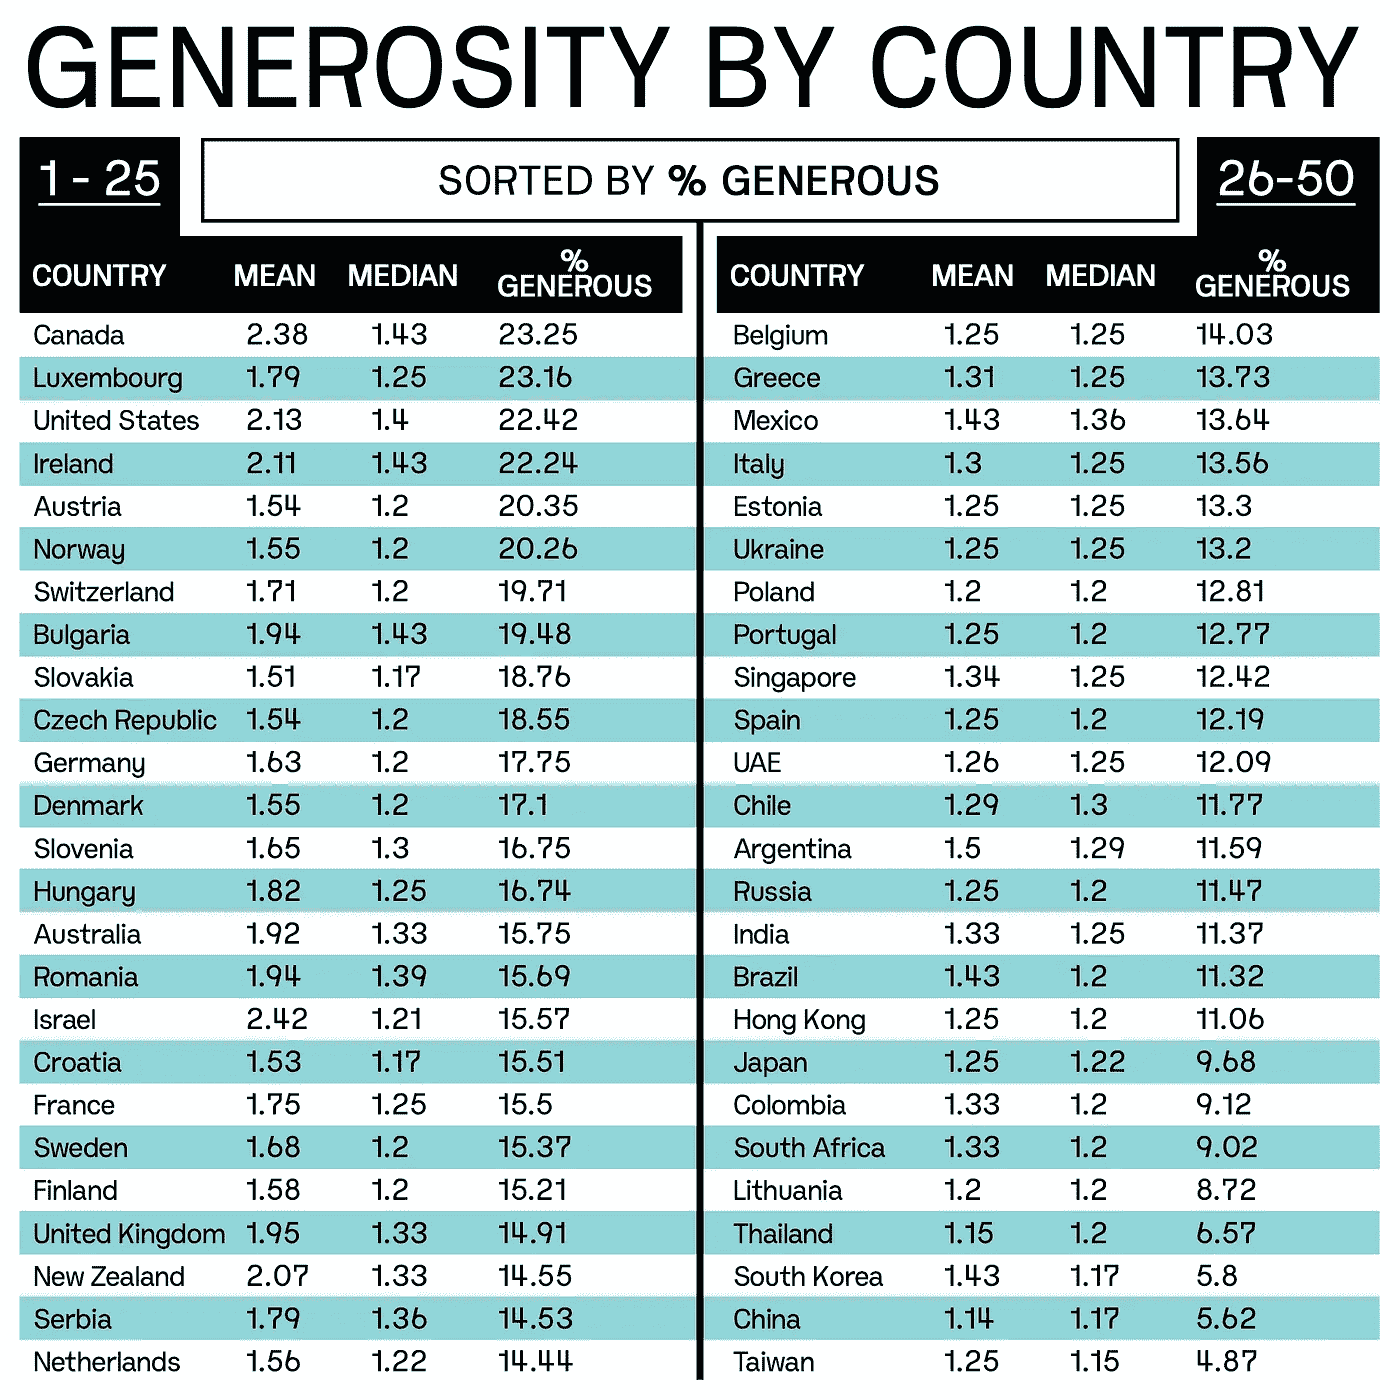 GENEROSITY BY COUNTRY
1 - 25
SORTED BY % GENEROUS
26-50
COUNTRY MEAN MEDIAN % GENEROUS
Canada 2.38 1.43 23.25
Luxembourg 1.79 1.25 23.16
United States 2.13 1.4 22.42
Ireland 2.11 1.43 22.24
Austria 1.54 1.2 20.35
Norway 1.55 1.2 20.26
Switzerland 1.71 1.2 19.71
Bulgaria 1.94 1.43 19.48
Slovakia 1.51 1.17 18.76
Czech Republic 1.54 1.2 18.55
Germany 1.63 1.2 17.75
Denmark 1.55 1.2 17.1
Slovenia 1.65 1.3 16.75
Hungary 1.82 1.25 16.74
Australia 1.92 1.33 15.75
Romania 1.94 1.39 15.69
Israel 2.42 1.21 15.57
Croatia 1.53 1.17 15.51
France 1.75 1.25 15.5
Sweden 1.68 1.2 15.37
Finland 1.58 1.2 15.21
United Kingdom 1.95 1.33 14.91
New Zealand 2.07 1.33 14.55
Serbia 1.79 1.36 14.53
Netherlands 1.56 1.22 14.44
COUNTRY MEAN MEDIAN % GENEROUS
Belgium 1.25 1.25 14.03
Greece 1.31 1.25 13.73
Mexico 1.43 1.36 13.64
Italy 1.3 1.25 13.56
Estonia 1.25 1.25 13.3
Ukraine 1.25 1.25 13.2
Poland 1.2 1.2 12.81
Portugal 1.25 1.2 12.77
Singapore 1.34 1.25 12.42
Spain 1.25 1.2 12.19
UAE 1.26 1.25 12.09
Chile 1.29 1.3 11.77
Argentina 1.5 1.29 11.59
Russia 1.25 1.2 11.47
India 1.33 1.25 11.37
Brazil 1.43 1.2 11.32
Hong Kong 1.25 1.2 11.06
Japan 1.25 1.22 9.68
Colombia 1.33 1.2 9.12
South Africa 1.33 1.2 9.02
Lithuania 1.2 1.2 8.72
Thailand 1.15 1.2 6.57
South Korea 1.43 1.17 5.8
China 1.14 1.17 5.62
Taiwan 1.25 1.15 4.87